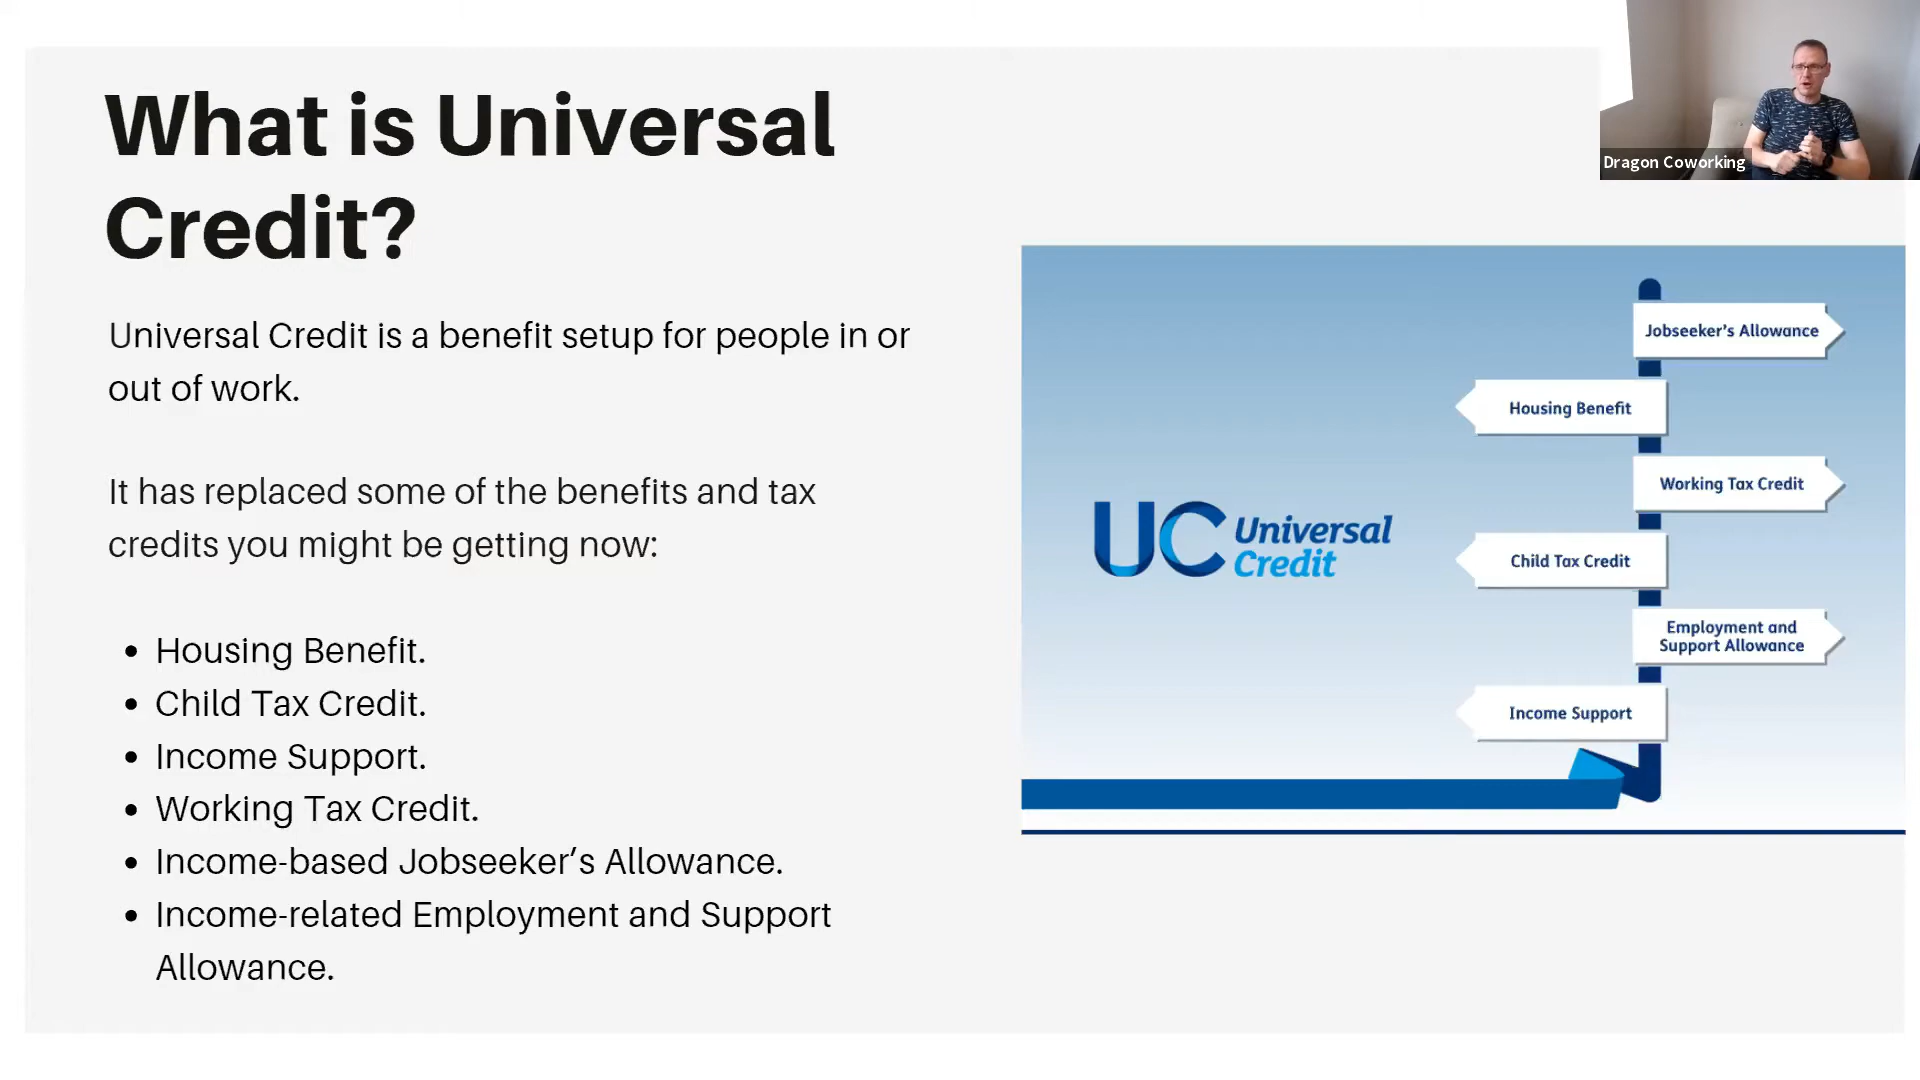 What is Universal
Credit?
Universal Credit is a benefit setup for people in or
out of work.
It has replaced some of the benefits and tax
credits you might be getting now:
• Housing Benefit.
• Child Tax Credit.
• Income Support.
• Working Tax Credit.
• Income-based Jobseeker’s Allowance.
• Income-related Employment and Support
Allowance.
UC Universal
Credit
Jobseeker’s Allowance
Housing Benefit
Working Tax Credit
Child Tax Credit
Employment and
Support Allowance
Income Support
Dragon Coworking